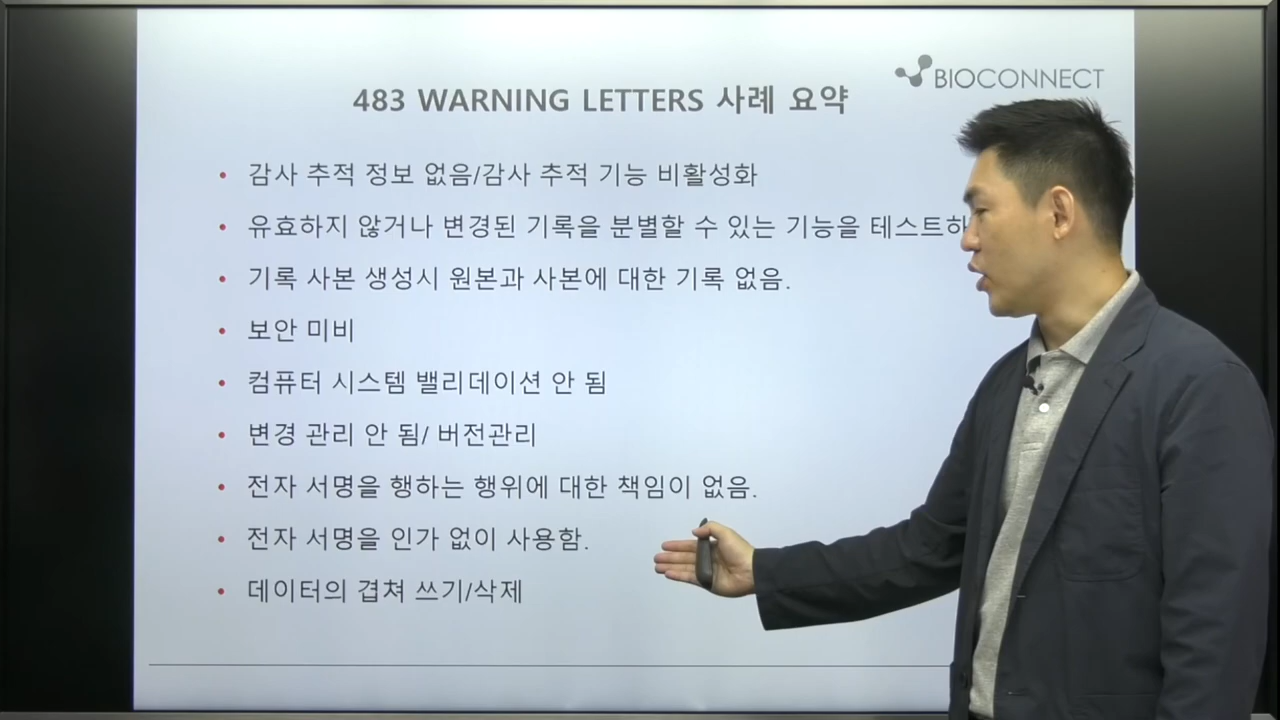 BIOCONNECT
483 WARNING LETTERS 사례 요약
• 감사 추적 정보 없음/감사 추적 기능 비활성화
• 유효하지 않거나 변경된 기록을 분별할 수 있는 기능을 테스트하
• 기록 사본 생성시 원본과 사본에 대한 기록 없음.
• 보안 미비
• 컴퓨터 시스템 밸리데이션 안 됨
• 변경 관리 안 됨/ 버전관리
• 전자 서명을 행하는 행위에 대한 책임이 없음.
• 전자 서명을 인가 없이 사용함.
• 데이터의 겹쳐 쓰기/삭제